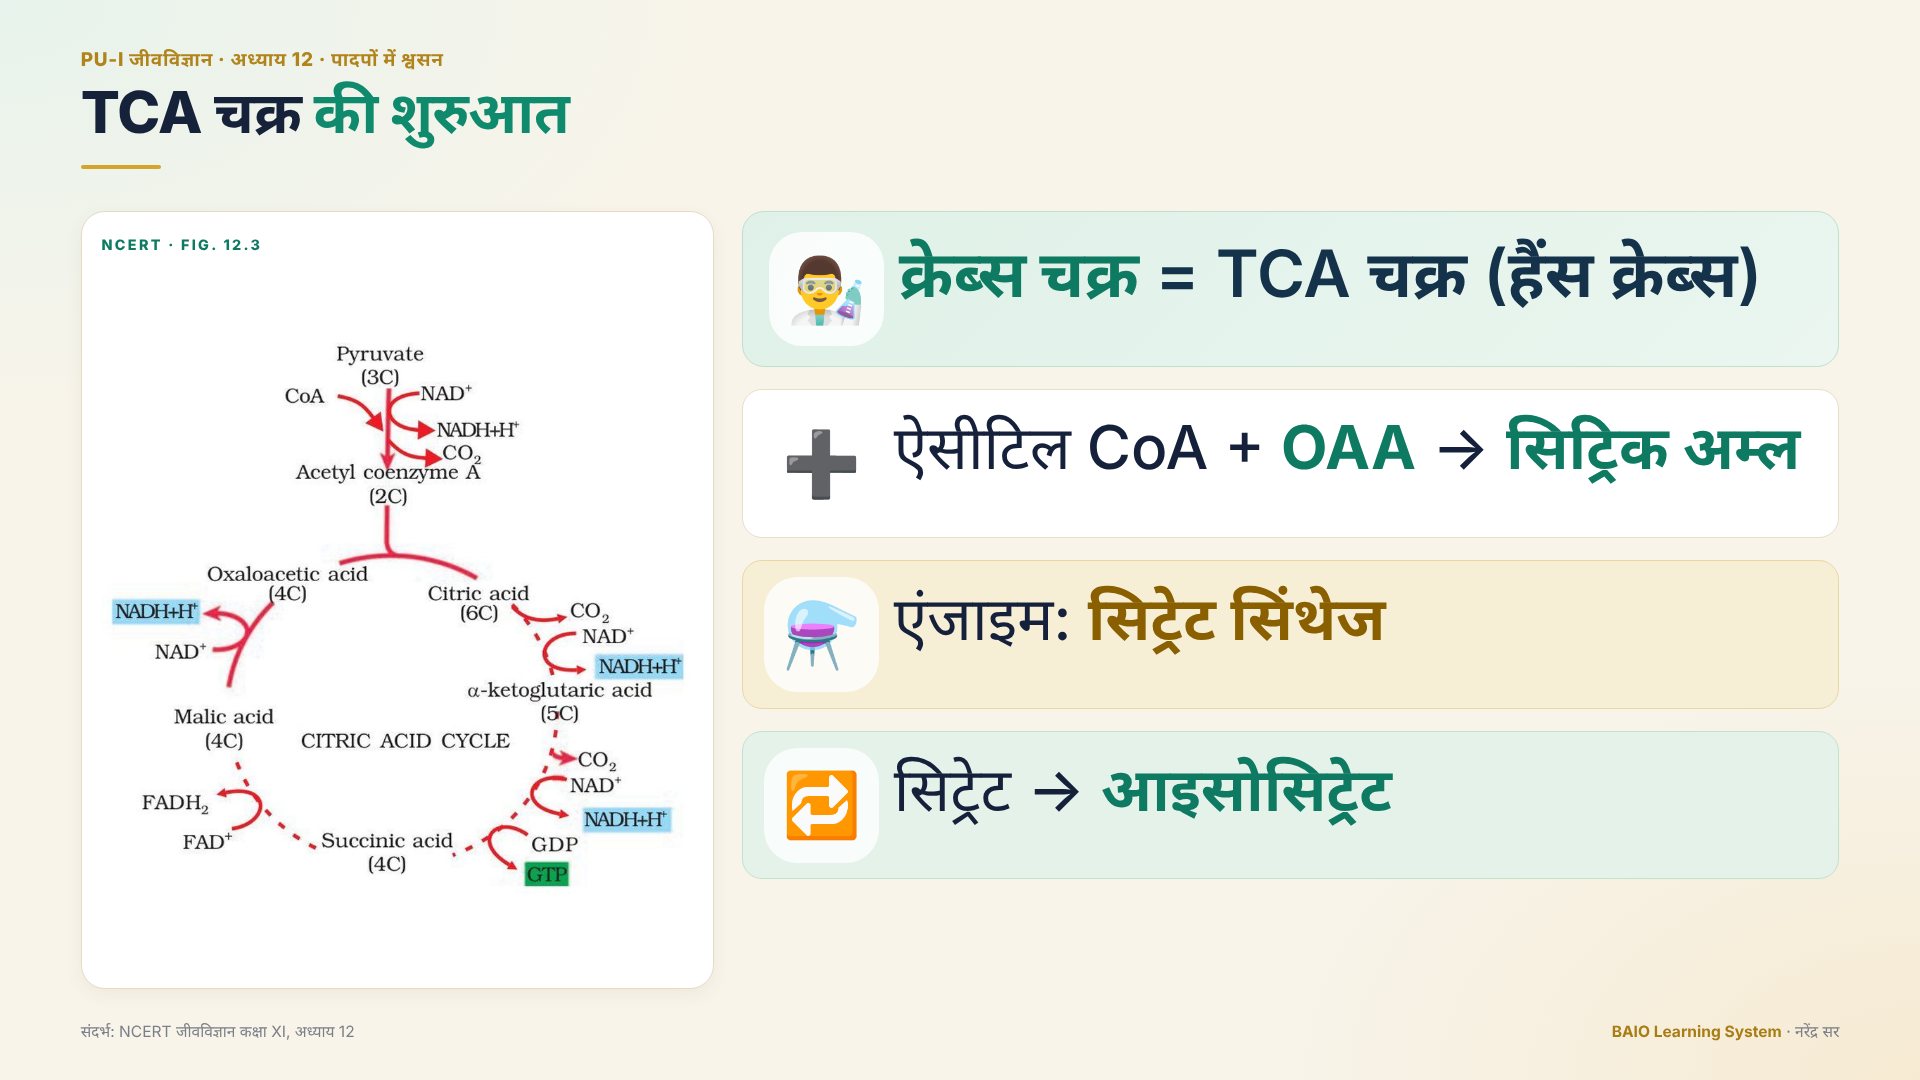 PU-I जीवविज्ञान · अध्याय 12 · पादपों में श्वसन
TCA चक्र की शुरुआत
NCERT · FIG. 12.3
Pyruvate
(3C)
CoA
NAD⁺
NADH+H⁺
CO₂
Acetyl coenzyme A
(2C)
Oxaloacetic acid
(4C)
Citric acid
(6C)
NADH+H⁺
NAD⁺
CO₂
NAD⁺
NADH+H⁺
α-ketoglutaric acid
(5C)
Malic acid
(4C)
CITRIC ACID CYCLE
CO₂
NAD⁺
NADH+H⁺
FADH₂
FAD⁺
Succinic acid
(4C)
GDP
GTP
क्रेब्स चक्र = TCA चक्र (हैंस क्रेब्स)
ऐसीटिल CoA + OAA → सिट्रिक अम्ल
एंजाइम: सिट्रेट सिंथेज
सिट्रेट → आइसोसिट्रेट
संदर्भ: NCERT जीवविज्ञान कक्षा XI, अध्याय 12
BAIO Learning System · नरेंद्र सर